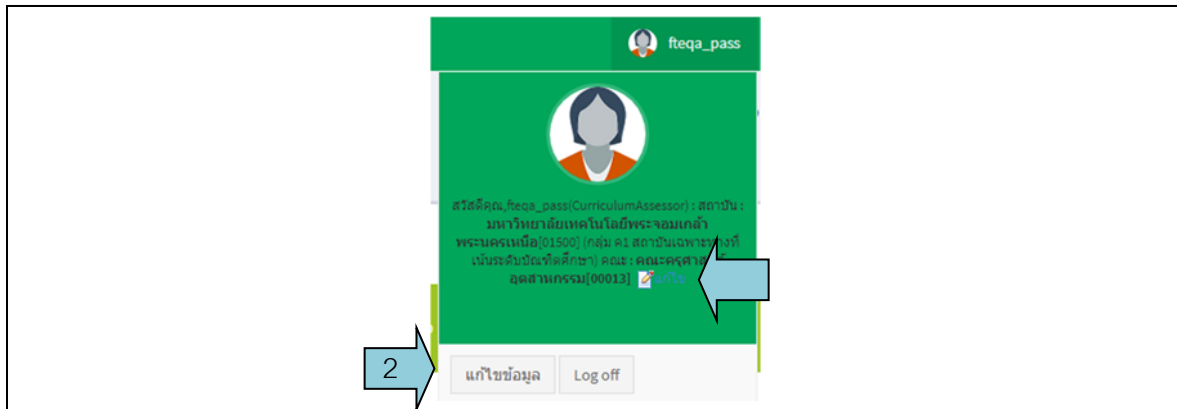 fteqa_pass
สวัสดีคุณ,fteqa_pass(CurriculumAssessor) : สถาบัน :
มหาวิทยาลัยเทคโนโลยีพระจอมเกล้า
พระนครเหนือ[01500] (กลุ่ม ค1 สถาบันเฉพาะทางที่
เน้นระดับบัณฑิตศึกษา) คณะ : คณะครุศาสตร์
อุตสาหกรรม[00013] แก้ไข
2
แก้ไขข้อมูล
Log off